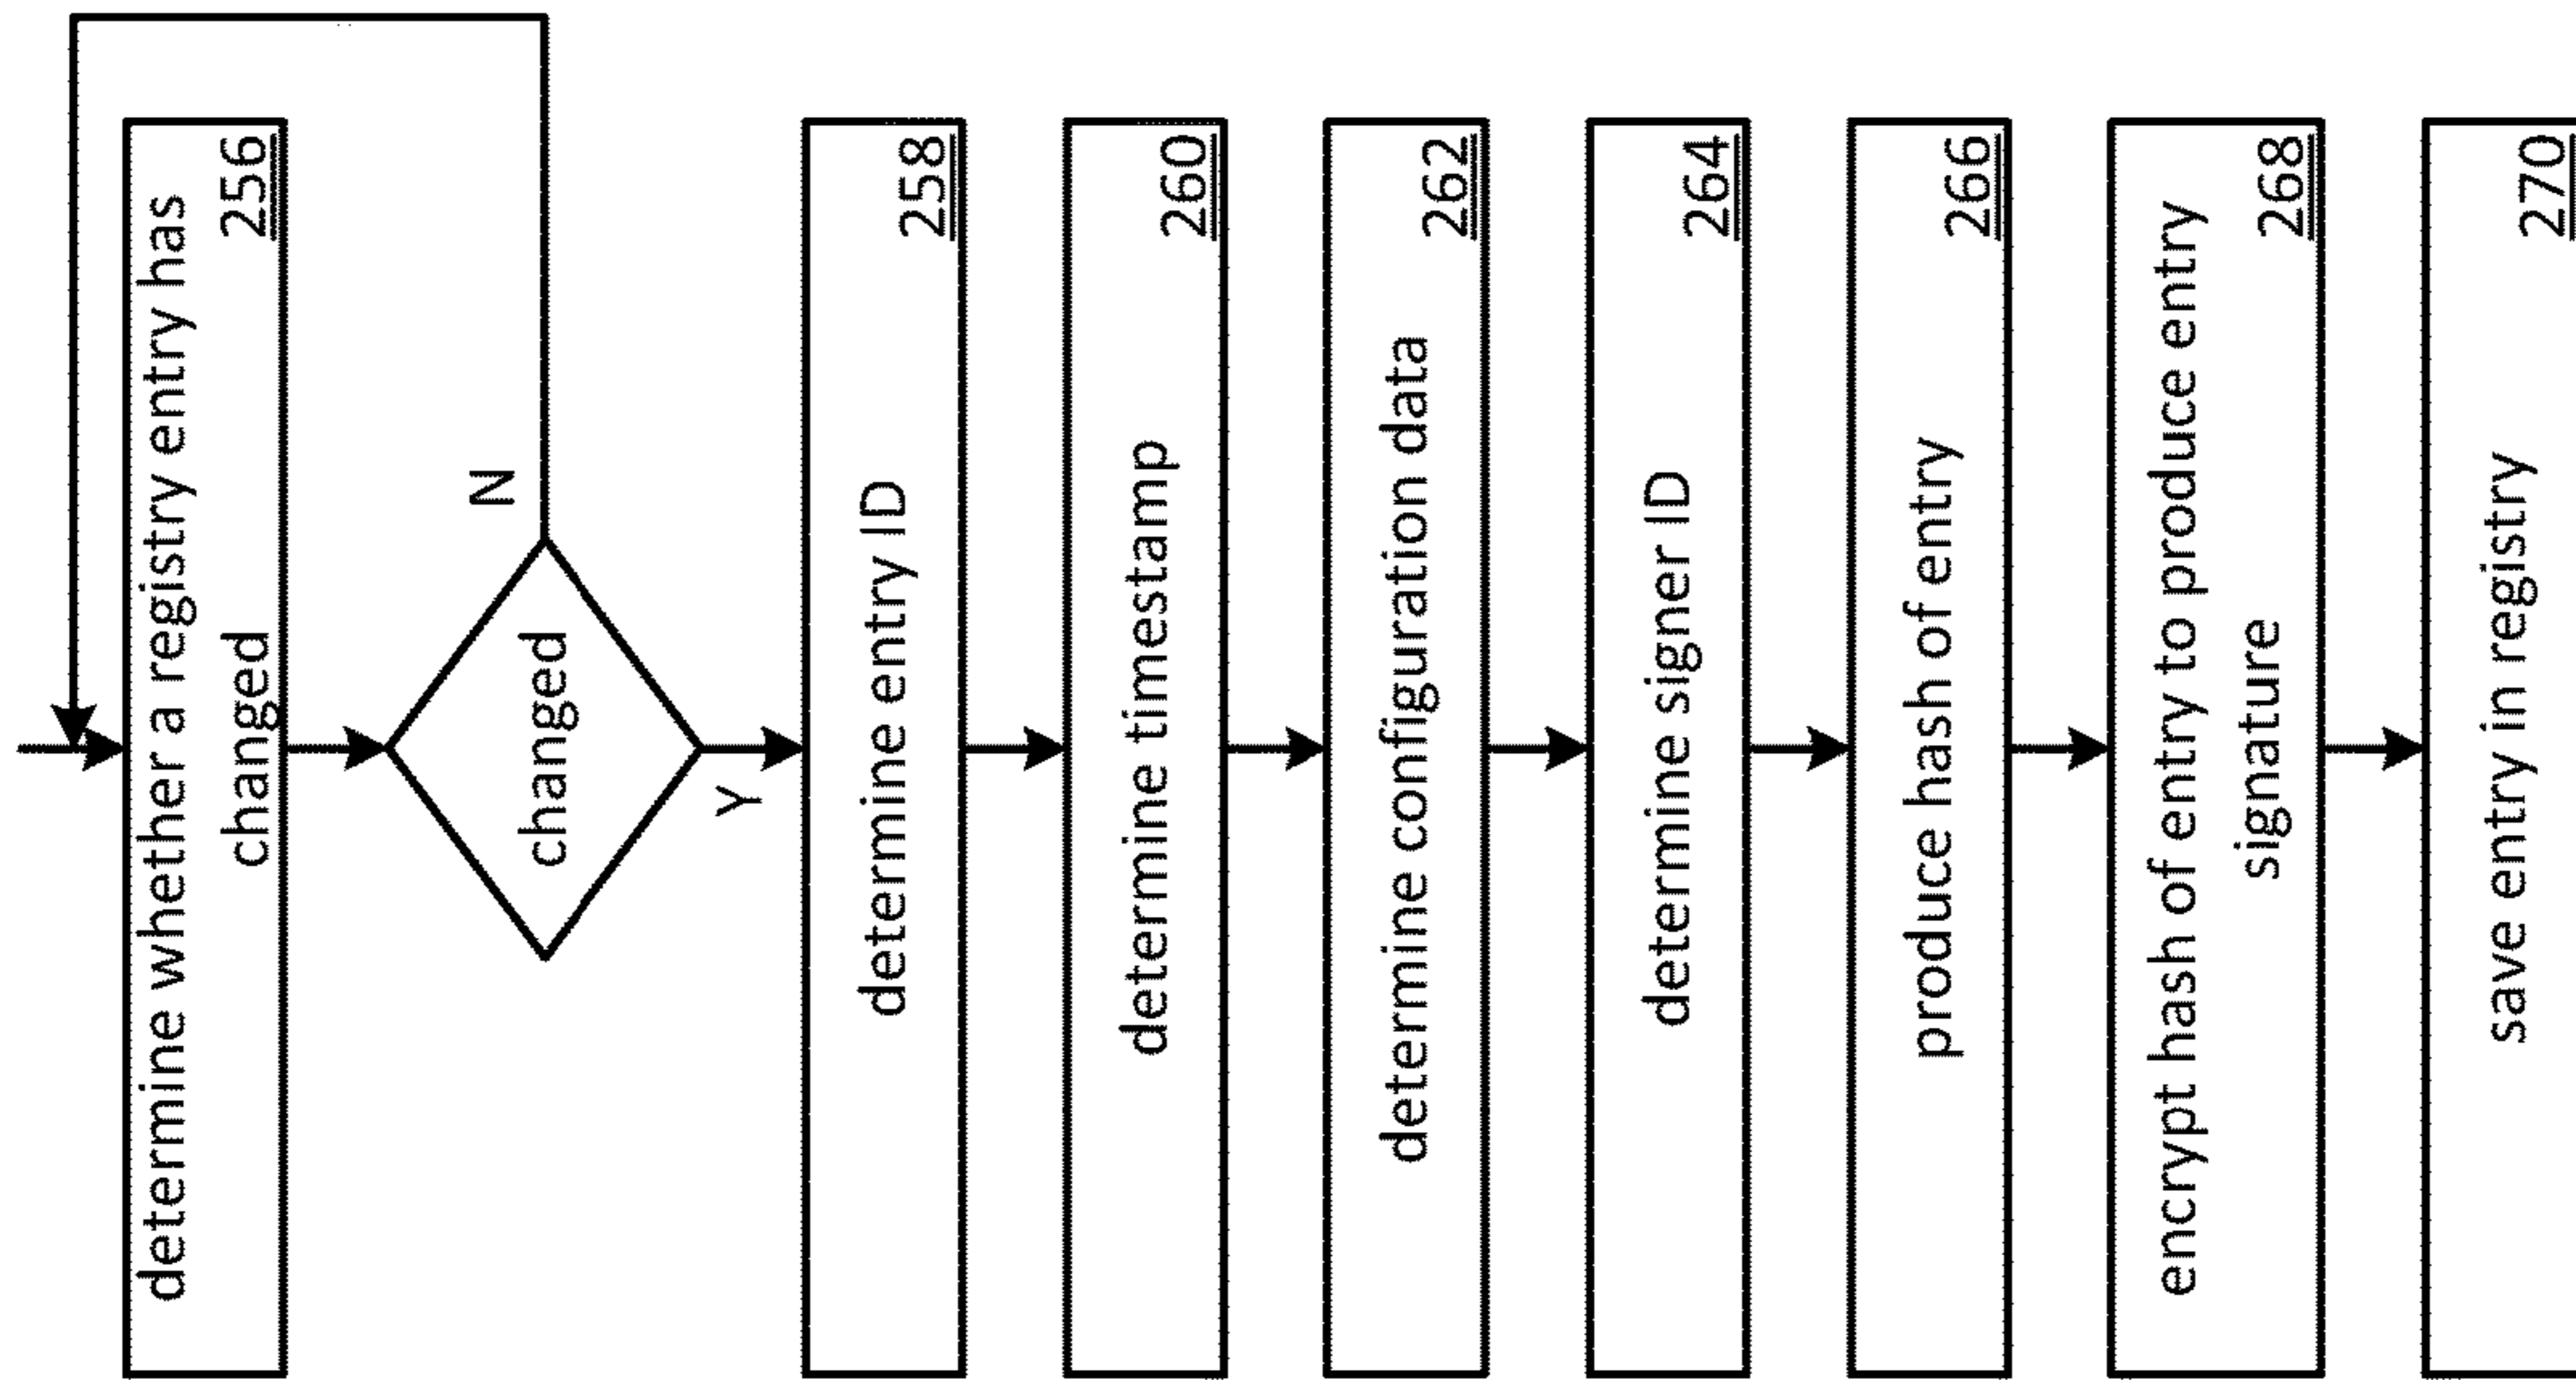 determine whether a registry entry has
changed
256
changed
N
Y
determine entry ID
258
determine timestamp
260
determine configuration data
262
determine signer ID
264
produce hash of entry
266
encrypt hash of entry to produce entry
signature
268
save entry in registry
270